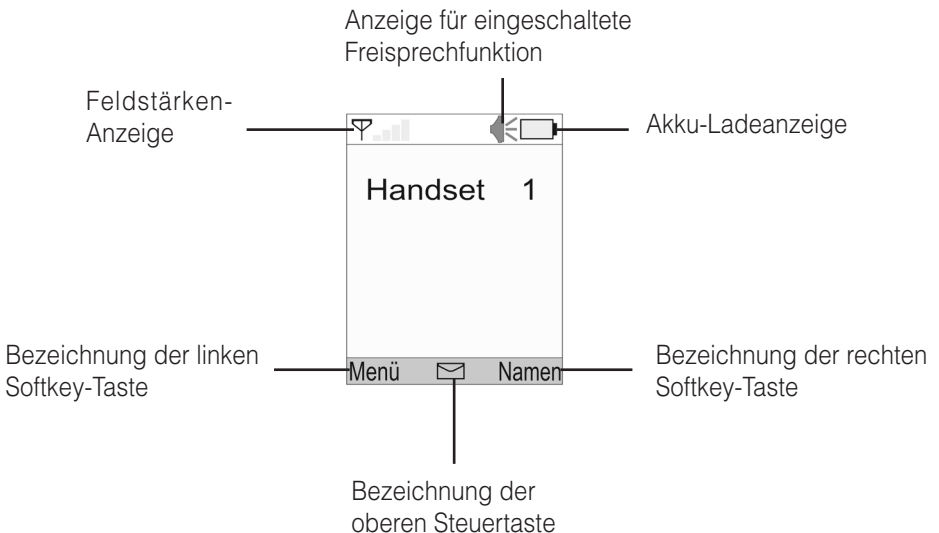 Anzeige für eingeschaltete
Freisprechfunktion
Feldstärken-
Anzeige
Akku-Ladeanzeige
Handset 1
Bezeichnung der linken
Softkey-Taste
Menü
Namen
Bezeichnung der rechten
Softkey-Taste
Bezeichnung der
oberen Steuertaste